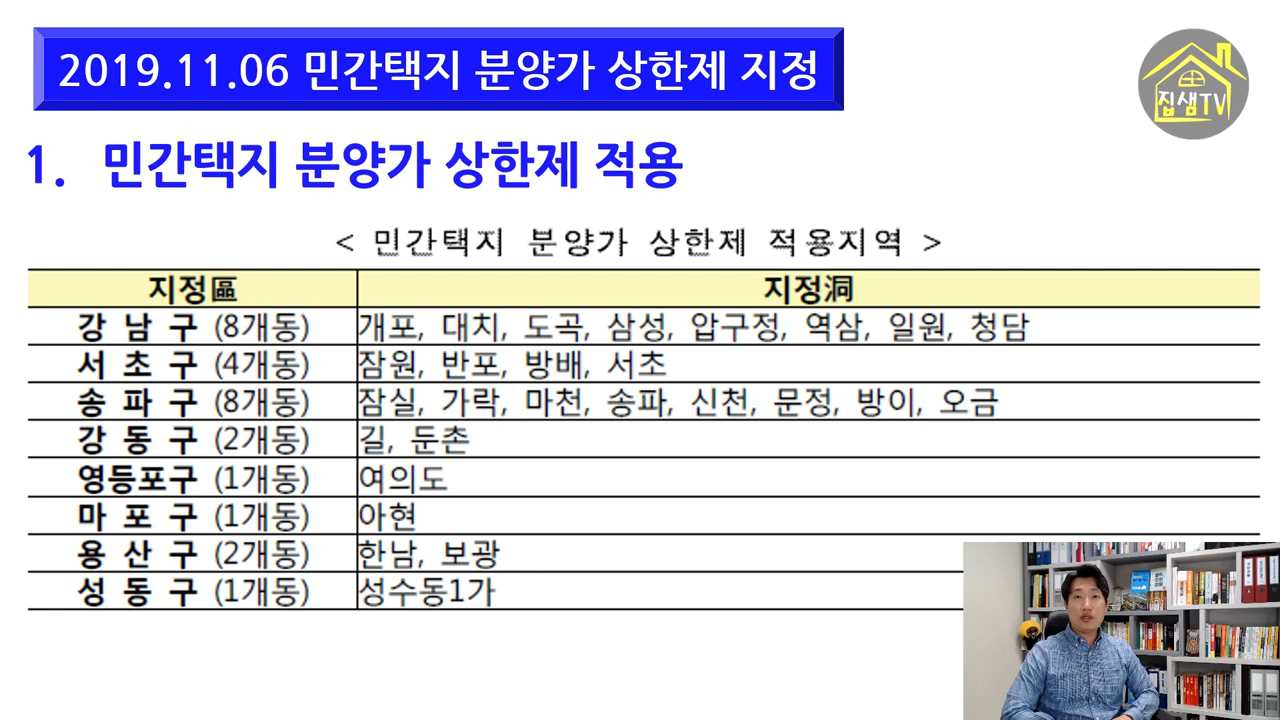 2019.11.06 민간택지 분양가 상한제 지정
집샘TV
1. 민간택지 분양가 상한제 적용
< 민간택지 분양가 상한제 적용지역 >
지정區 지정洞
강 남 구 (8개동) 개포, 대치, 도곡, 삼성, 압구정, 역삼, 일원, 청담
서 초 구 (4개동) 잠원, 반포, 방배, 서초
송 파 구 (8개동) 잠실, 가락, 마천, 송파, 신천, 문정, 방이, 오금
강 동 구 (2개동) 길, 둔촌
영등포구 (1개동) 여의도
마 포 구 (1개동) 아현
용 산 구 (2개동) 한남, 보광
성 동 구 (1개동) 성수동1가